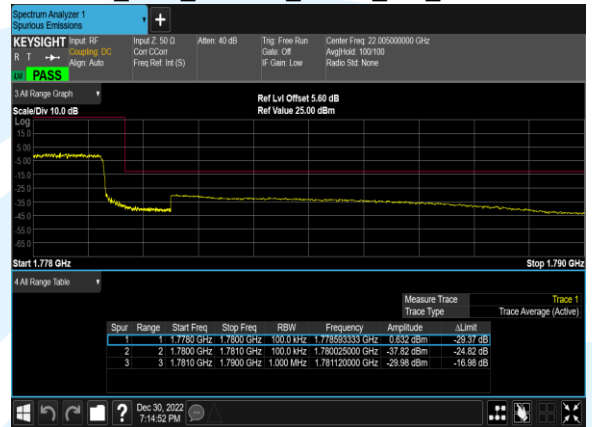 Spectrum Analyzer 1
Spurious Emissions
KEYSIGHT Input: RF Input Z: 50 Ω Atten: 40 dB Trig: Free Run Center Freq: 22.005000000 GHz
R T Coupling: DC Corr CCorr Gate: Off Avg|Hold: 100/100
Align: Auto Freq Ref: Int (S) IF Gain: Low Radio Std: None
PASS
3 All Range Graph
Ref Lvl Offset 5.60 dB
Scale/Div 10.0 dB Ref Value 25.00 dBm
Log
15.0
5.00
-5.00
-15.0
-25.0
-35.0
-45.0
-55.0
-65.0
Start 1.778 GHz Stop 1.790 GHz
4 All Range Table
Measure Trace Trace 1
Trace Type Trace Average (Active)
Spur Range Start Freq Stop Freq RBW Frequency Amplitude ΔLimit
1 1 1.7780 GHz 1.7800 GHz 100.0 kHz 1.778593333 GHz 0.632 dBm -29.37 dB
2 2 1.7800 GHz 1.7810 GHz 100.0 kHz 1.780025000 GHz -37.82 dBm -24.82 dB
3 3 1.7810 GHz 1.7900 GHz 1.000 MHz 1.781120000 GHz -29.98 dBm -16.98 dB
? Dec 30, 2022
7:14:52 PM